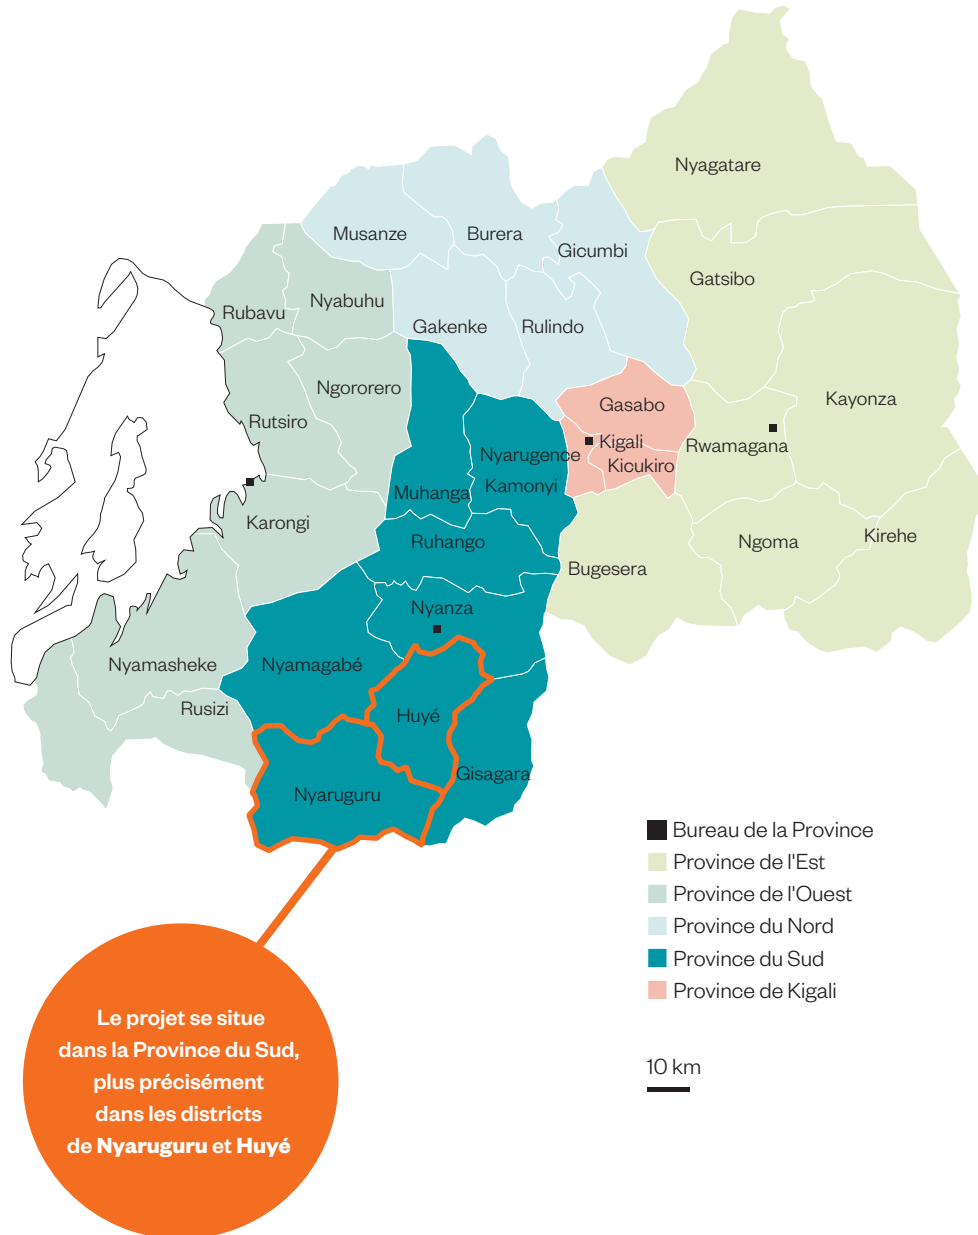 Nyagatare
Musanze
Burera
Gicumbi
Gatsibo
Rubavu
Nyabuhu
Gakenke
Rulindo
Ngororero
Kayonza
Gasabo
Rutsiro
Kigali
Rwamagana
Nyarugence
Kicukiro
Muhanga
Kamonyi
Karongi
Ruhango
Ngoma
Kirehe
Bugesera
Nyanza
Nyamasheke
Nyamagabé
Rusizi
Huyé
Gisagara
Nyaruguru
Bureau de la Province
Province de l'Est
Province de l'Ouest
Province du Nord
Province du Sud
Province de Kigali
10 km
Le projet se situe
dans la Province du Sud,
plus précisément
dans les districts
de Nyaruguru et Huyé